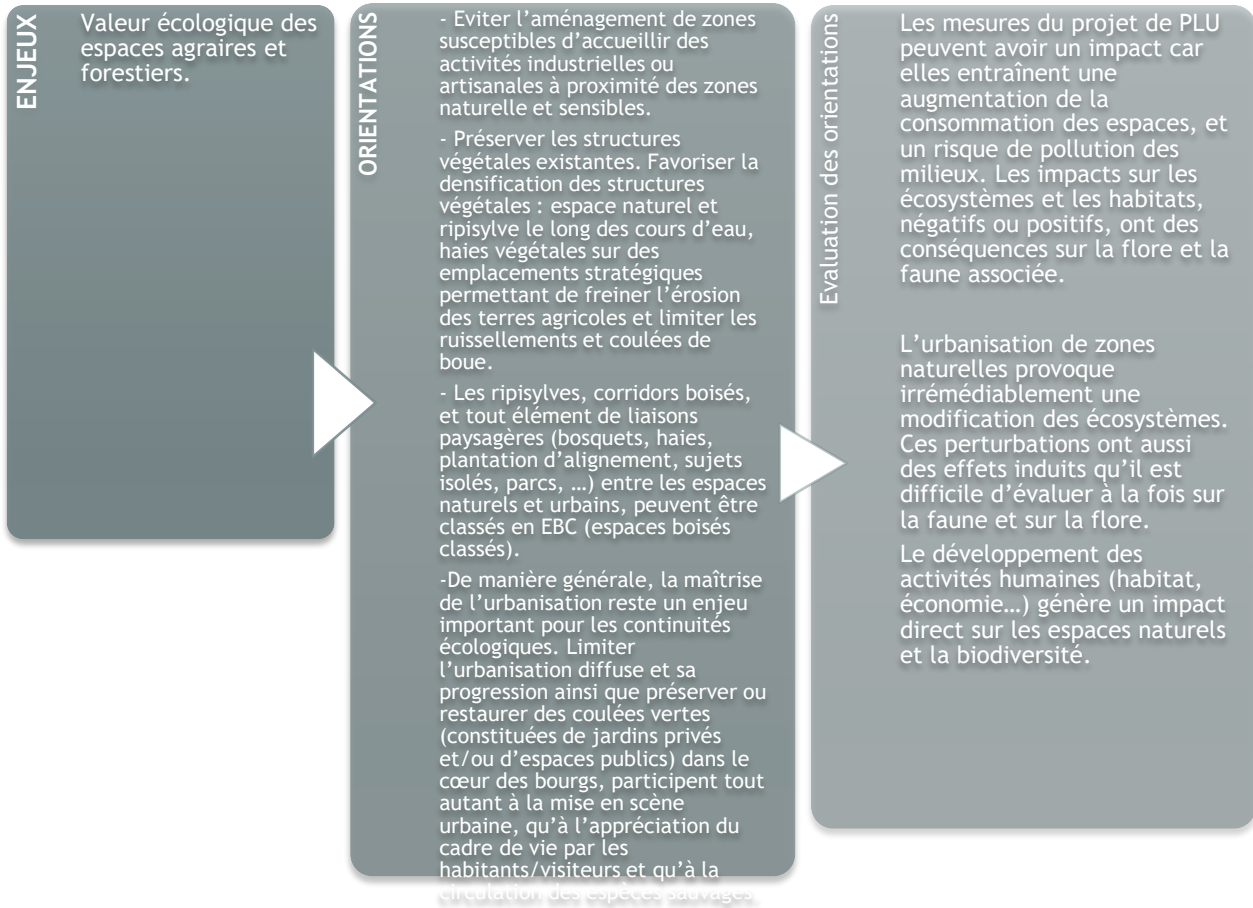 ENJEUX
Valeur écologique des
espaces agraires et
forestiers.
ORIENTATIONS
- Eviter l’aménagement de zones
susceptibles d’accueillir des
activités industrielles ou
artisanales à proximité des zones
naturelle et sensibles.
- Préserver les structures
végétales existantes. Favoriser la
densification des structures
végétales : espace naturel et
ripisylve le long des cours d’eau,
haies végétales sur des
emplacements stratégiques
permettant de freiner l’érosion
des terres agricoles et limiter les
ruissellements et coulées de
boue.
- Les ripisylves, corridors boisés,
et tout élément de liaisons
paysagères (bosquets, haies,
plantation d’alignement, sujets
isolés, parcs, …) entre les espaces
naturels et urbains, peuvent être
classés en EBC (espaces boisés
classés).
-De manière générale, la maîtrise
de l’urbanisation reste un enjeu
important pour les continuités
écologiques. Limiter
l’urbanisation diffuse et sa
progression ainsi que préserver ou
restaurer des coulées vertes
(constituées de jardins privés
et/ou d’espaces publics) dans le
cœur des bourgs, participent tout
autant à la mise en scène
urbaine, qu’à l’appréciation du
cadre de vie par les
habitants/visiteurs et qu’à la
circulation des espèces sauvages.
Evaluation des orientations
Les mesures du projet de PLU
peuvent avoir un impact car
elles entraînent une
augmentation de la
consommation des espaces, et
un risque de pollution des
milieux. Les impacts sur les
écosystèmes et les habitats,
négatifs ou positifs, ont des
conséquences sur la flore et la
faune associée.
L’urbanisation de zones
naturelles provoque
irrémédiablement une
modification des écosystèmes.
Ces perturbations ont aussi
des effets induits qu’il est
difficile d’évaluer à la fois sur
la faune et sur la flore.
Le développement des
activités humaines (habitat,
économie…) génère un impact
direct sur les espaces naturels
et la biodiversité.